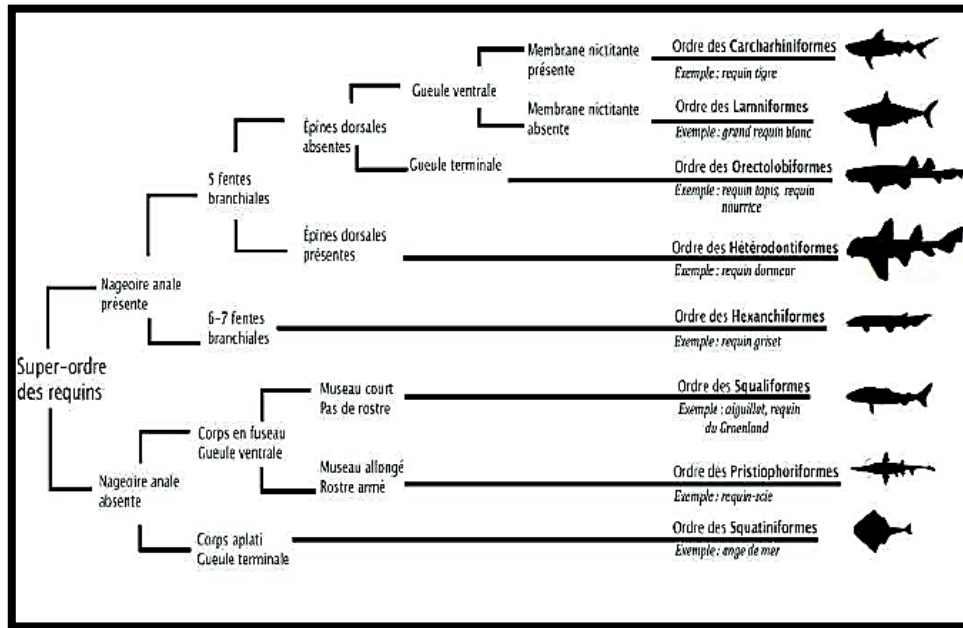 Membrane nictitante
présente
Ordre des Carcharhiniformes
Exemple : requin tigre
Gueule ventrale
Membrane nictitante
absente
Ordre des Lamniformes
Exemple : grand requin blanc
Épines dorsales
absentes
Gueule terminale
Ordre des Orectolobiformes
Exemple : requin tapis, requin
nourrice
5 fentes
branchiales
Épines dorsales
présentes
Ordre des Hétérodontiformes
Exemple : requin dormeur
Nageoire anale
présente
6-7 fentes
branchiales
Ordre des Hexanchiformes
Exemple : requin griset
Super-ordre
des requins
Museau court
Pas de rostre
Ordre des Squaliformes
Exemple : aiguillat, requin
du Groenland
Corps en fuseau
Gueule ventrale
Museau allongé
Rostre armé
Ordre des Pristiophoriformes
Exemple : requin-scie
Nageoire anale
absente
Corps aplati
Gueule terminale
Ordre des Squatiniformes
Exemple : ange de mer